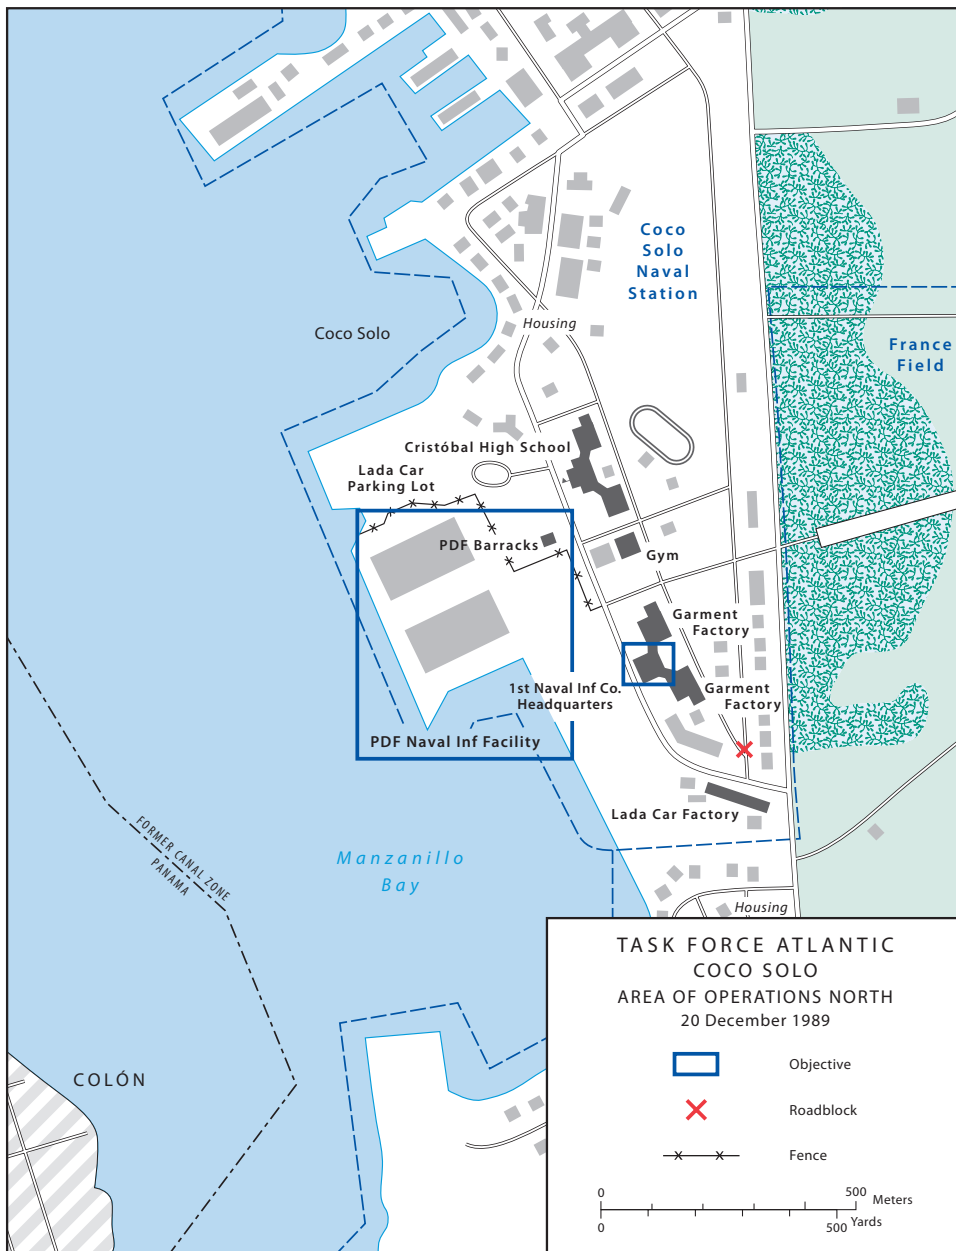 Coco
Solo
Naval
Station
Coco Solo
Housing
France
Field
Cristóbal High School
Lada Car
Parking Lot
PDF Barracks
Gym
Garment
Factory
1st Naval Inf Co.
Headquarters
Garment
Factory
PDF Naval Inf Facility
Lada Car Factory
Manzanillo
Bay
FORMER CANAL ZONE
PANAMA
Housing
COLÓN
TASK FORCE ATLANTIC
COCO SOLO
AREA OF OPERATIONS NORTH
20 December 1989
Objective
Roadblock
Fence
0 500 Meters
0 500 Yards